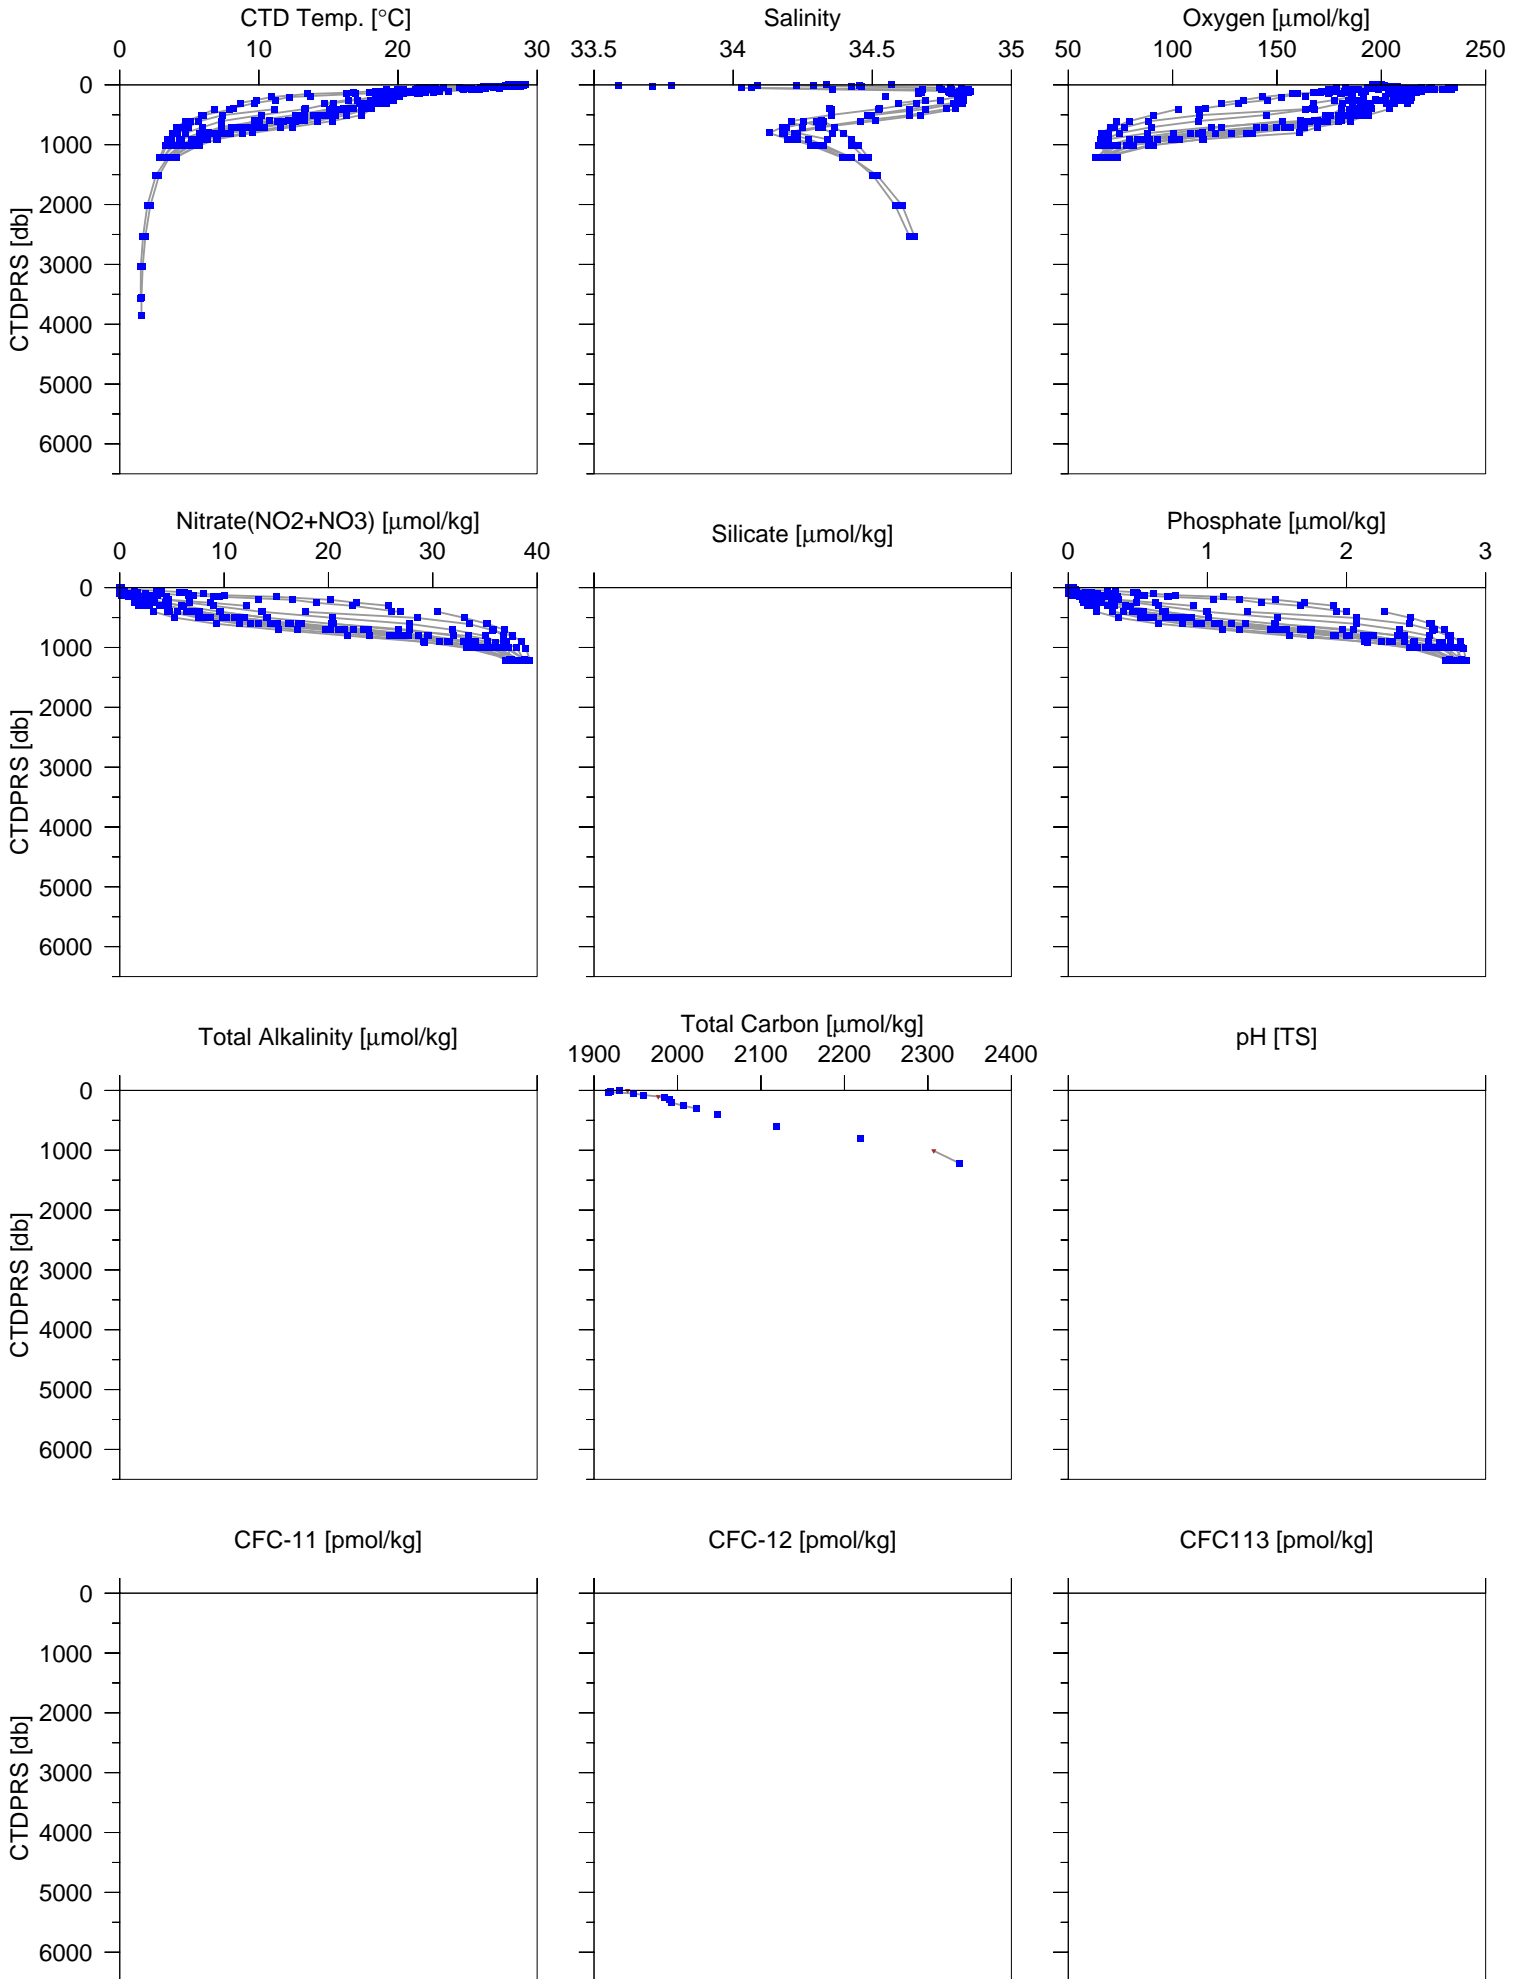 CTD Temp. [°C] Salinity Oxygen [μmol/kg]
0 10 20 30 33.5 34 34.5 35 50 100 150 200 250
0
1000
2000
3000
4000
5000
6000
CTDPRS [db]
Nitrate(NO2+NO3) [μmol/kg] Silicate [μmol/kg] Phosphate [μmol/kg]
0 10 20 30 40 0 1 2 3
0
1000
2000
3000
4000
5000
6000
CTDPRS [db]
Total Alkalinity [μmol/kg] Total Carbon [μmol/kg] pH [TS]
1900 2000 2100 2200 2300 2400
0
1000
2000
3000
4000
5000
6000
CTDPRS [db]
CFC-11 [pmol/kg] CFC-12 [pmol/kg] CFC113 [pmol/kg]
0
1000
2000
3000
4000
5000
6000
CTDPRS [db]